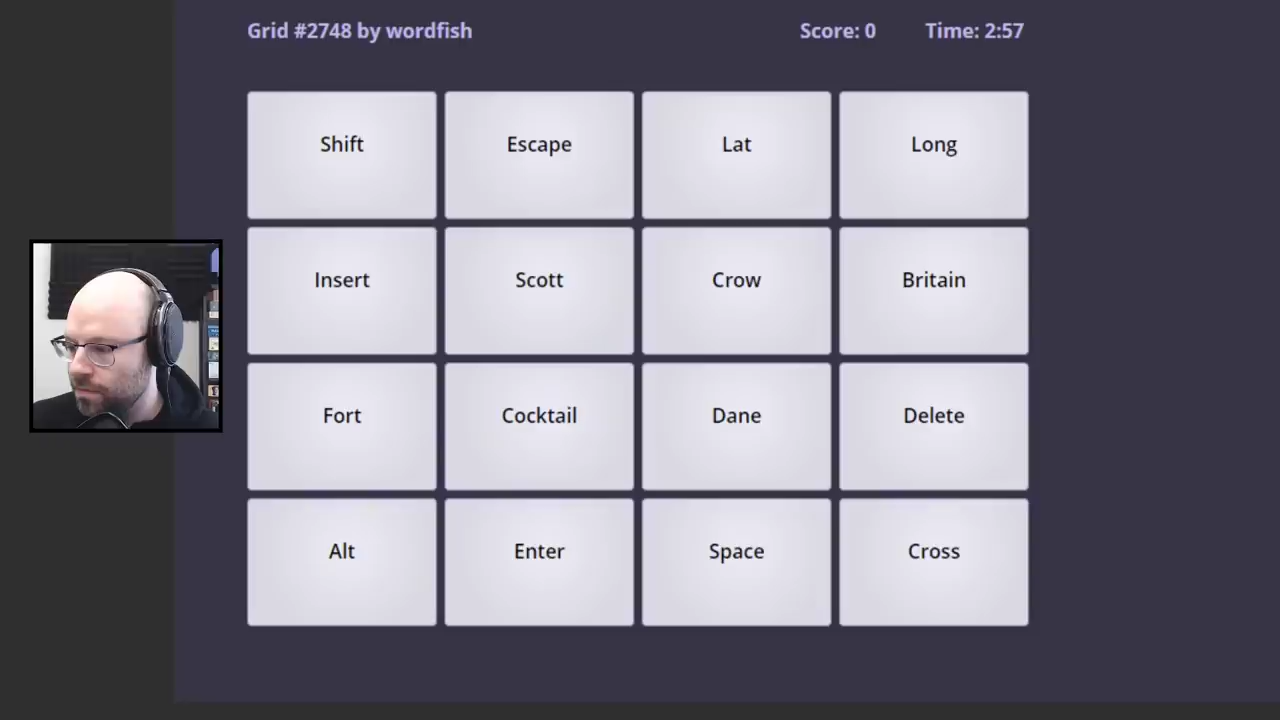 Grid #2748 by wordfish Score: 0 Time: 2:57
Shift Escape Lat Long
Insert Scott Crow Britain
Fort Cocktail Dane Delete
Alt Enter Space Cross